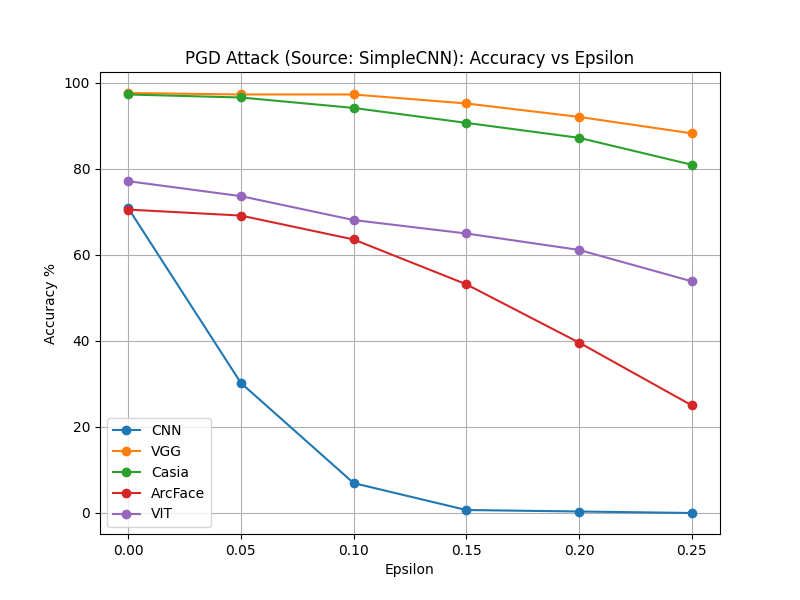 PGD Attack (Source: SimpleCNN): Accuracy vs Epsilon
100
80
60
40
20
0
Accuracy %
CNN
VGG
Casia
ArcFace
VIT
0.00 0.05 0.10 0.15 0.20 0.25
Epsilon